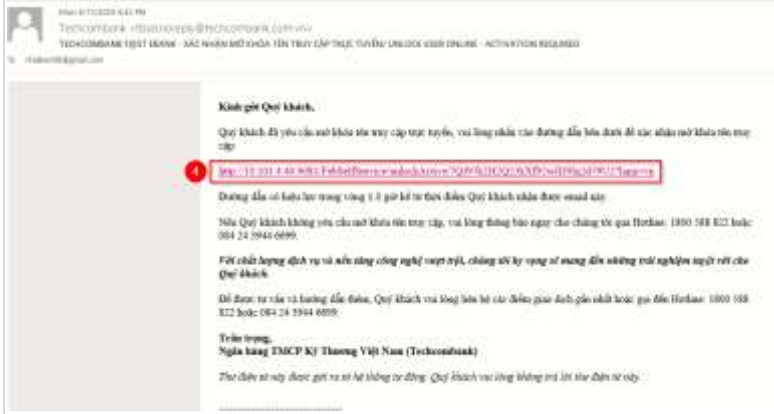 Techcombank
TECHCOMBANK F@ST EBANK - XÁC NHẬN MỞ KHÓA TÊN TRUY CẬP TRỰC TUYẾN/ UNLOCK USER ONLINE - ACTIVATION REQUIRED
Kính gửi Quý khách,
Quý khách đã yêu cầu mở khóa tên truy cập trực tuyến, vui lòng nhấn vào đường dẫn bên dưới để xác nhận mở khóa tên truy
cập
4
Đường dẫn có hiệu lực trong vòng giờ kể từ thời điểm Quý khách nhận được email này.
Nếu Quý khách không yêu cầu mở khóa tên truy cập, vui lòng thông báo ngay cho chúng tôi qua Hotline: 1800 588 822 hoặc
084 24 3944 6699.
Với chất lượng dịch vụ và nền tảng công nghệ vượt trội, chúng tôi kỳ vọng sẽ mang đến những trải nghiệm tuyệt vời cho
Quý khách.
Để được tư vấn và hướng dẫn thêm, Quý khách vui lòng liên hệ các điểm giao dịch gần nhất hoặc gọi đến Hotline: 1800 588
822 hoặc 084 24 3944 6699.
Trân trọng,
Ngân hàng TMCP Kỹ Thương Việt Nam (Techcombank)
Thư điện tử này được gửi ra từ hệ thống tự động. Quý khách vui lòng không trả lời thư điện tử này.